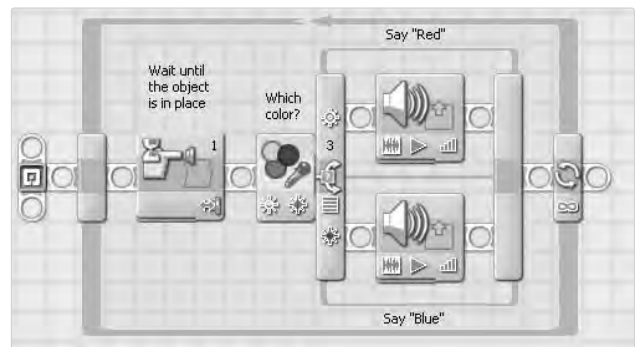 Say "Red"
Wait until
the object
is in place
Which
color?
1
3
Say "Blue"